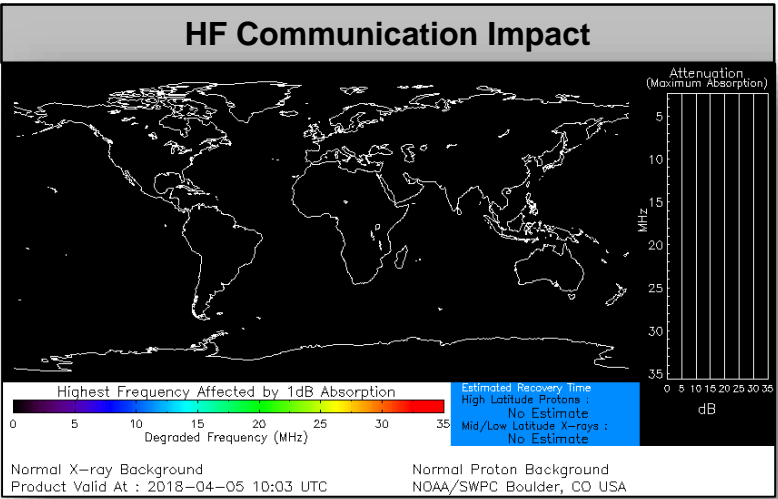 HF Communication Impact
Attenuation
(Maximum Absorption)
5
10
15
20
25
30
35
MHz
0 5 10 15 20 25 30 35
dB
Highest Frequency Affected by 1dB Absorption
0 5 10 15 20 25 30 35
Degraded Frequency (MHz)
Estimated Recovery Time
High Latitude Protons :
No Estimate
Mid/Low Latitude X-rays :
No Estimate
Normal X-ray Background
Normal Proton Background
Product Valid At : 2018-04-05 10:03 UTC
NOAA/SWPC Boulder, CO USA